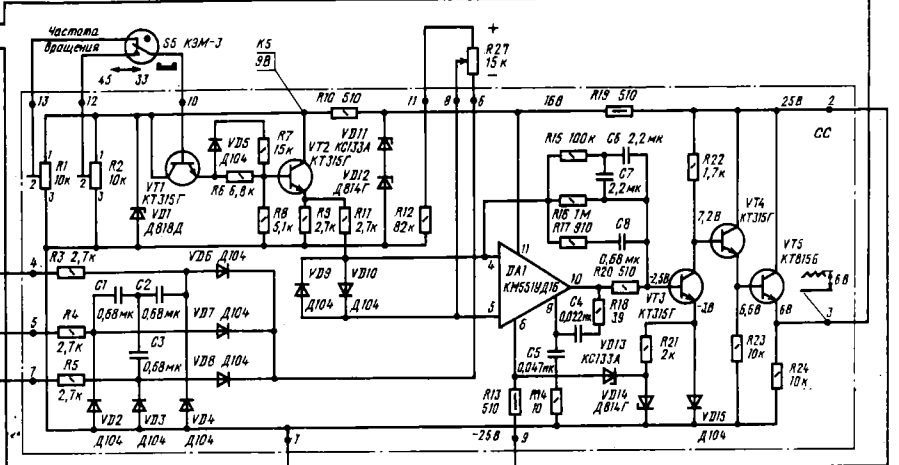 Частота вращения
S5 КЭМ-3
45 33
К5
9В
+
R27
15к
−
13
12
10
11
8
6
R10 510
16В
R19 510
25В
2
СС
1
2
R1
10к
3
1
2
R2
10к
3
VT1
КТ315Г
VD1
Д818Д
VD5
Д104
R7
15к
R6 6,8к
VT2
КТ315Г
VD11
КС133А
VD12
Д814Г
R8
5,1к
R9
2,7к
R11
2,7к
R12
82к
R15 100к
C6 2,2мк
C7
2,2мк
R16 1М
R17 910
C8
0,68мк
R22
1,7к
7,2В
VT4
КТ315Г
VT5
КТ815Б
6В
4
R3 2,7к
VD6 Д104
C1
0,68мк
C2
0,68мк
5
R4
2,7к
VD7 Д104
C3
0,68мк
7
R5
2,7к
VD8 Д104
VD2
Д104
VD3
Д104
VD4
Д104
1
VD9
Д104
VD10
Д104
4
5
11
DA1
КМ551УД1Б
10
6
9
R20 510
C4
0,022мк
R18
39
-2,5В
VT3
КТ315Г
-3В
C5
0,047мк
VD13
КС133А
R21
2к
6,6В
6В
3
R13
510
R14
10
VD14
Д814Г
VD15
Д104
R23
10к
R24
10к
-25В
9